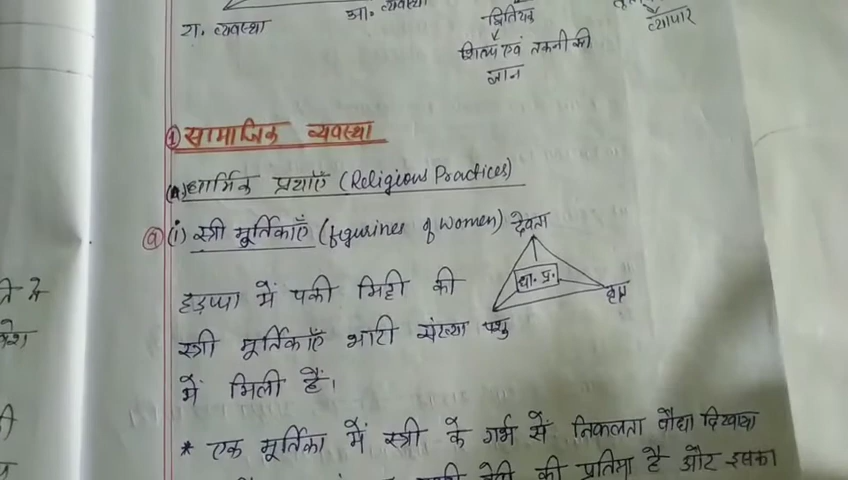 रा. व्यवस्था
आ. व्यवस्था
द्वितियक
शिल्प एवं तकनीकी
ज्ञान
व्यापार
① सामाजिक व्यवस्था
(A) धार्मिक प्रथाएँ (Religious Practices)
@ (i) स्त्री मूर्तिकाएँ (figurines of women)
देवता
धा. प्र.
पशु
वृक्ष
हड़प्पा में पकी मिट्टी की
स्त्री मूर्तिकाएँ भारी संख्या
में मिली हैं।
* एक मूर्तिका में स्त्री के गर्भ से निकलता पौधा दिखाया
देवी की प्रतिमा है और इसका